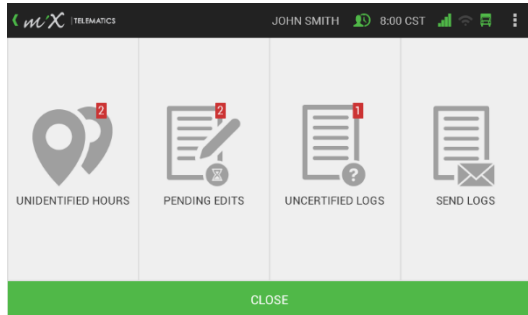 miX TELEMATICS JOHN SMITH 8:00 CST
2 2 1
UNIDENTIFIED HOURS PENDING EDITS UNCERTIFIED LOGS SEND LOGS
CLOSE